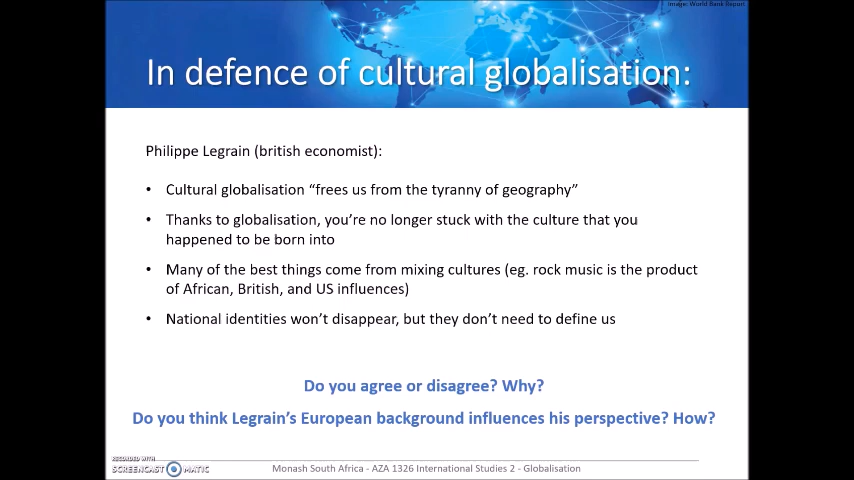 Image: World Bank Report
In defence of cultural globalisation:
Philippe Legrain (british economist):
• Cultural globalisation “frees us from the tyranny of geography”
• Thanks to globalisation, you’re no longer stuck with the culture that you
happened to be born into
• Many of the best things come from mixing cultures (eg. rock music is the product
of African, British, and US influences)
• National identities won’t disappear, but they don’t need to define us
Do you agree or disagree? Why?
Do you think Legrain’s European background influences his perspective? How?
RECORDED WITH
SCREENCAST MATIC
Monash South Africa - AZA 1326 International Studies 2 - Globalisation